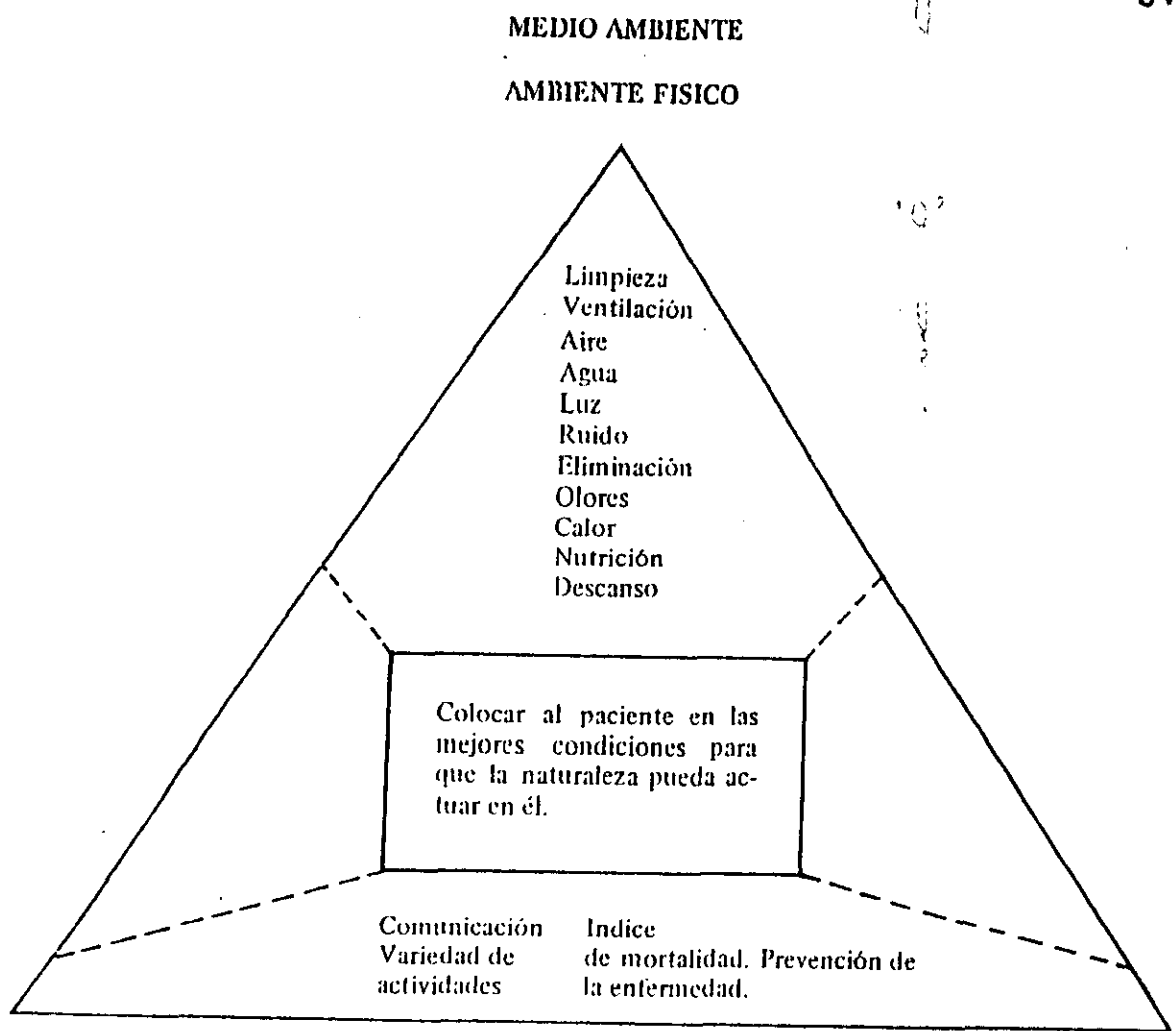 MEDIO AMBIENTE
AMBIENTE FISICO
Limpieza
Ventilación
Aire
Agua
Luz
Ruido
Eliminación
Olores
Calor
Nutrición
Descanso
Colocar al paciente en las
mejores condiciones para
que la naturaleza pueda ac-
tuar en él.
Comunicación
Variedad de
actividades
Indice
de mortalidad. Prevención de
la enfermedad.